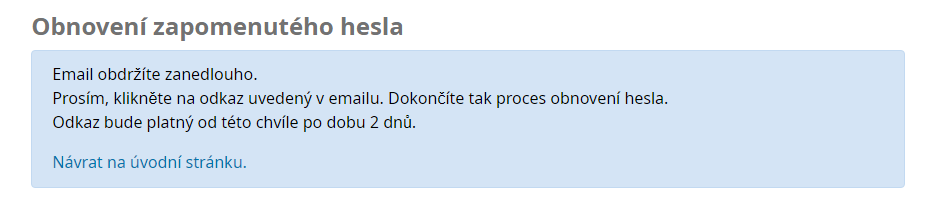 Obnovení zapomenutého hesla
Email obdržíte zanedlouho.
Prosím, klikněte na odkaz uvedený v emailu. Dokončíte tak proces obnovení hesla.
Odkaz bude platný od této chvíle po dobu 2 dnů.
Návrat na úvodní stránku.